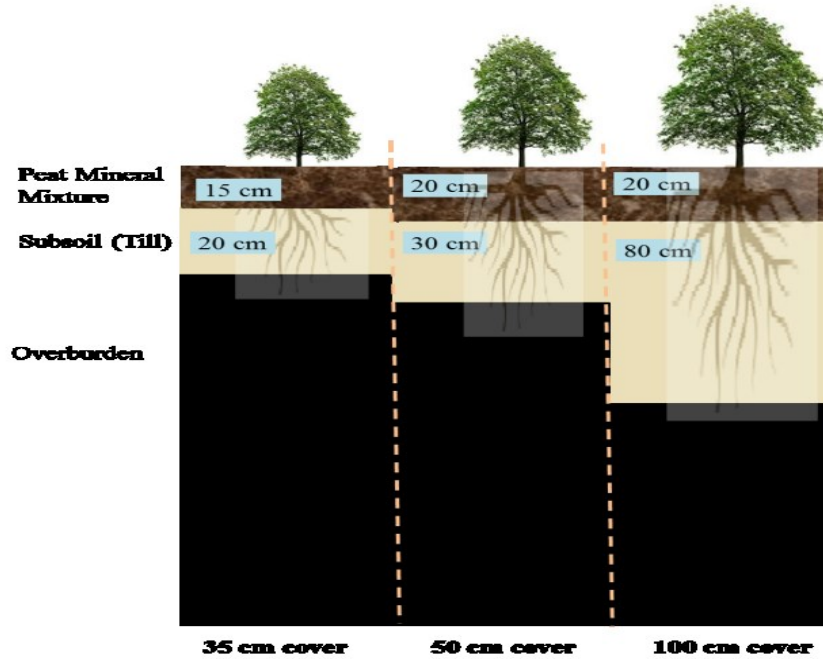 Peat Mineral
Mixture
15 cm
20 cm
20 cm
Subsoil (Till)
20 cm
30 cm
80 cm
Overburden
35 cm cover
50 cm cover
100 cm cover